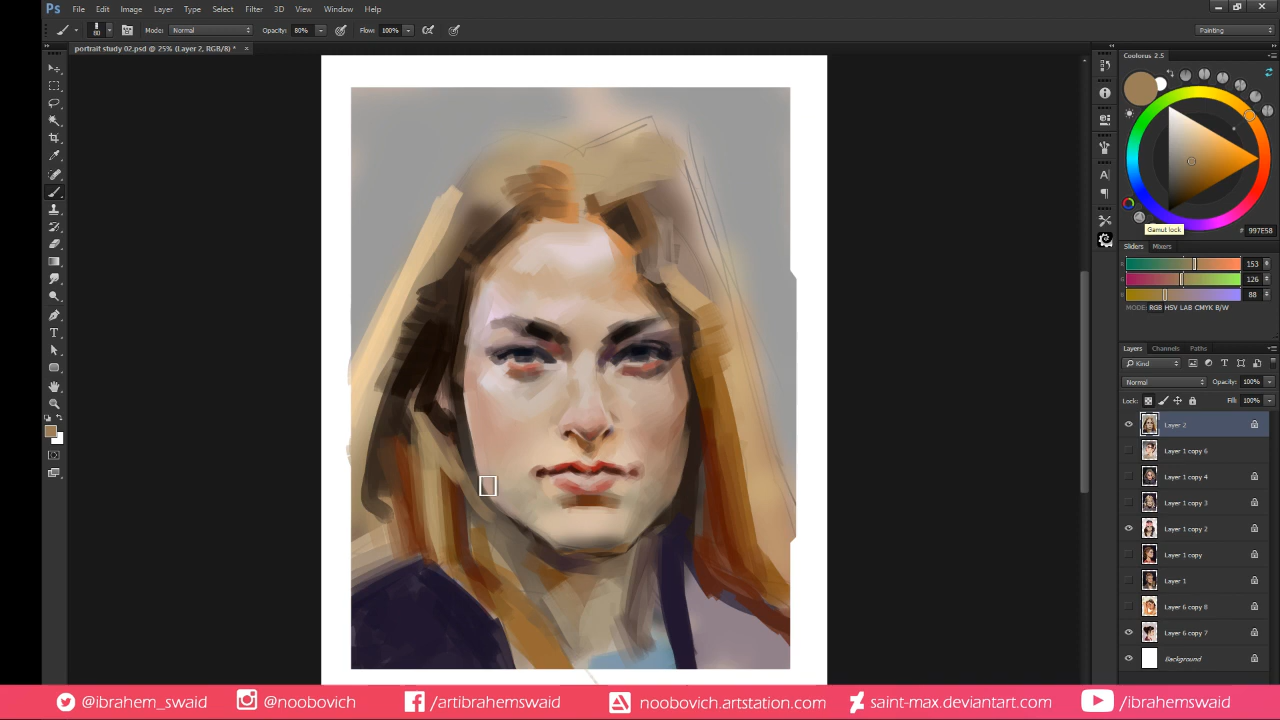 Ps File Edit Image Layer Type Select Filter 3D View Window Help
80 Mode: Normal Opacity: 80% Flow: 100% Painting
portrait study 02.psd @ 25% (Layer 2, RGB/8) * ×
Coolorus 2.5
Gamut lock
# 997E58
Sliders Mixers
R 153
G 126
B 88
MODE: RGB HSV LAB CMYK B/W
Layers Channels Paths
Kind
Normal Opacity: 100%
Lock: Fill: 100%
Layer 2
Layer 1 copy 6
Layer 1 copy 4
Layer 1 copy 3
Layer 1 copy 2
Layer 1 copy
Layer 1
Layer 6 copy 8
Layer 6 copy 7
Background
@ibrahem_swaid @noobovich /artibrahemswaid noobovich.artstation.com saint-max.deviantart.com /ibrahemswaid